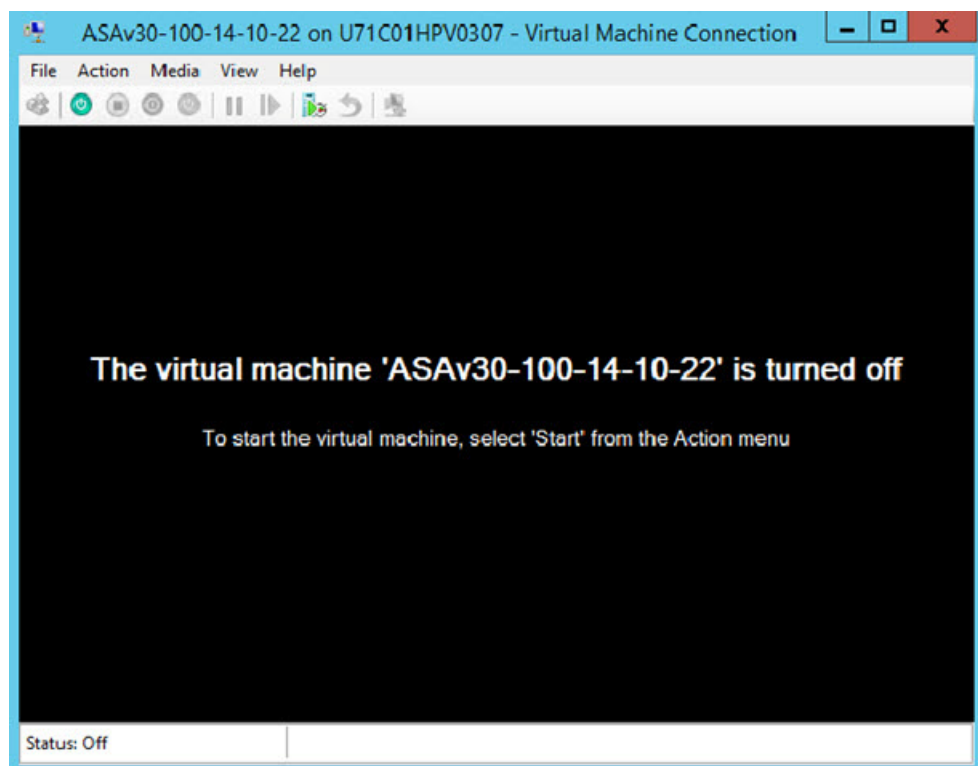 ASAv30-100-14-10-22 on U71C01HPV0307 - Virtual Machine Connection
File Action Media View Help
The virtual machine 'ASAv30-100-14-10-22' is turned off
To start the virtual machine, select 'Start' from the Action menu
Status: Off